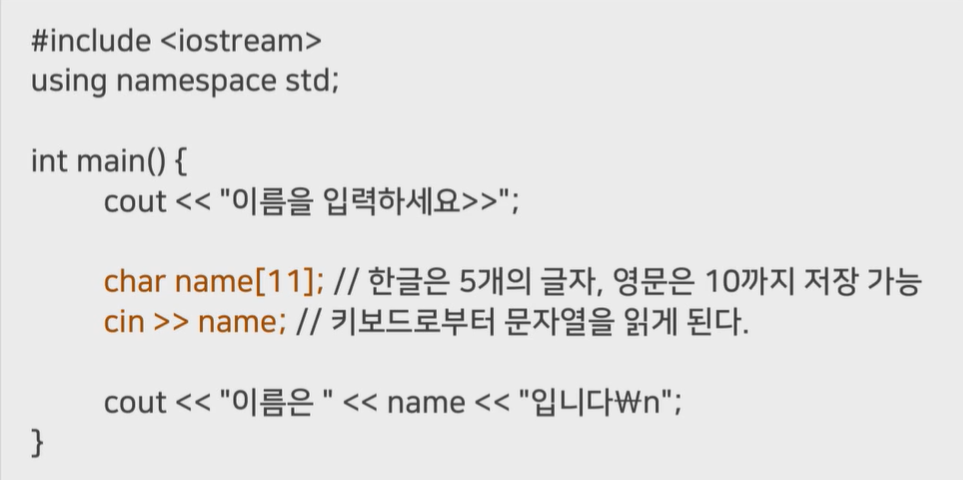 #include <iostream>
using namespace std;
int main() {
cout << "이름을 입력하세요>>";
char name[11]; // 한글은 5개의 글자, 영문은 10까지 저장 가능
cin >> name; // 키보드로부터 문자열을 읽게 된다.
cout << "이름은 " << name << "입니다₩n";
}